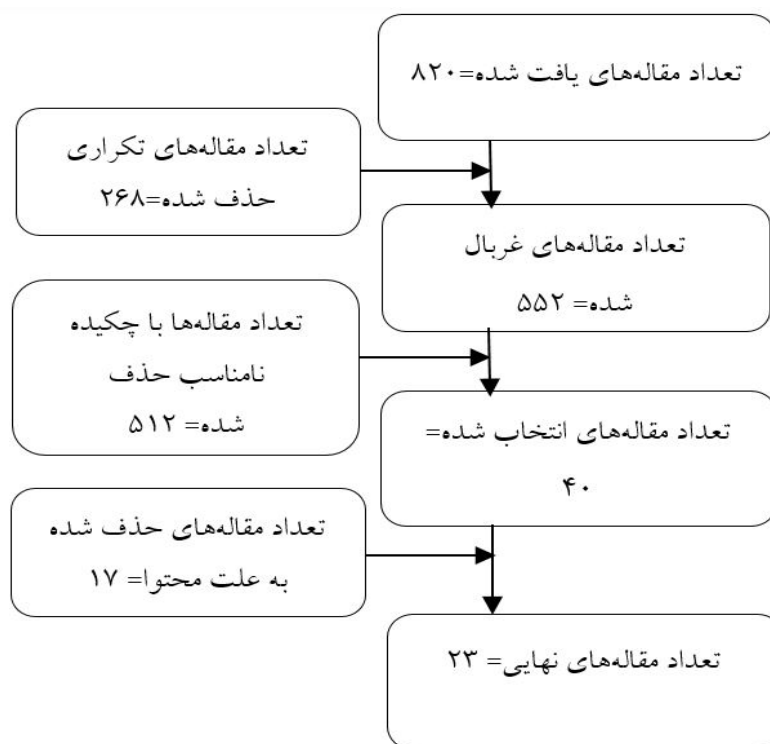 تعداد مقاله‌های یافت شده=۸۲۰
تعداد مقاله‌های تکراری
حذف شده=۲۶۸
تعداد مقاله‌های غربال
شده= ۵۵۲
تعداد مقاله‌ها با چکیده
نامناسب حذف
شده= ۵۱۲
تعداد مقاله‌های انتخاب شده=
۴۰
تعداد مقاله‌های حذف شده
به علت محتوا= ۱۷
تعداد مقاله‌های نهایی= ۲۳